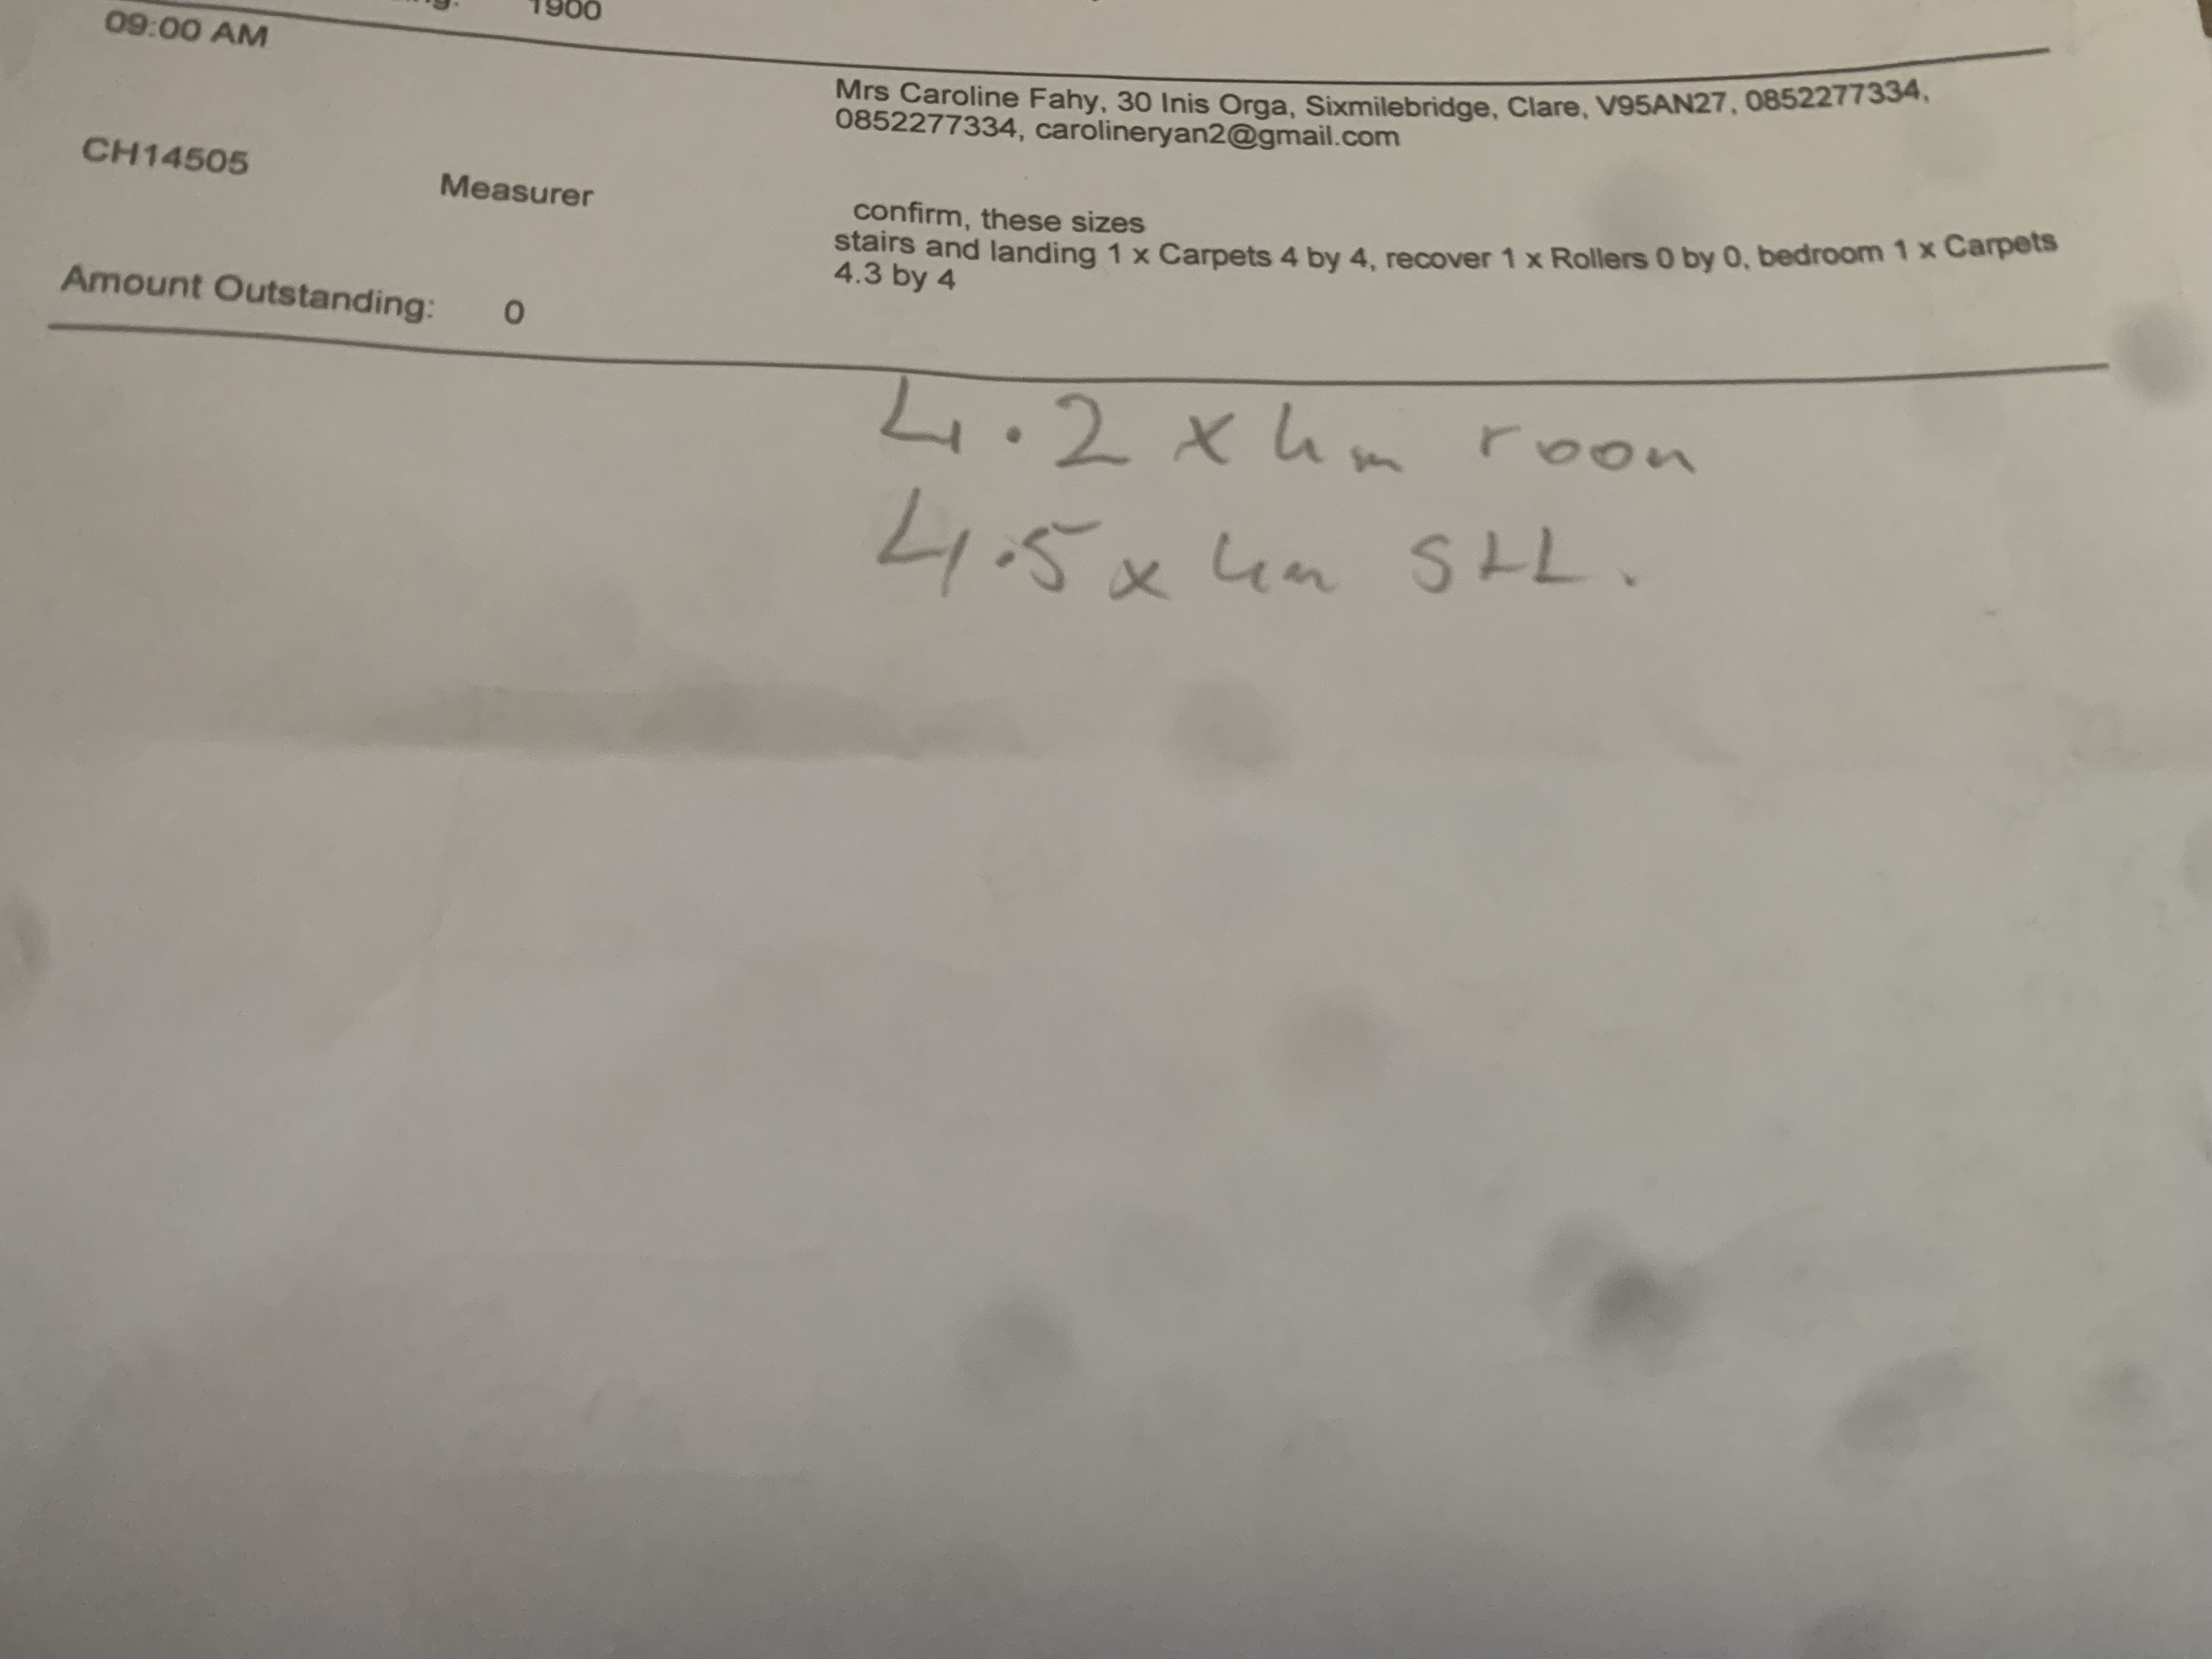 1900
09:00 AM
Mrs Caroline Fahy, 30 Inis Orga, Sixmilebridge, Clare, V95AN27, 0852277334,
0852277334, carolineryan2@gmail.com
CH14505 Measurer
confirm, these sizes
stairs and landing 1 x Carpets 4 by 4, recover 1 x Rollers 0 by 0, bedroom 1 x Carpets
4.3 by 4
Amount Outstanding: 0
4.2 x 4m room
4.5 x 4m S+L.